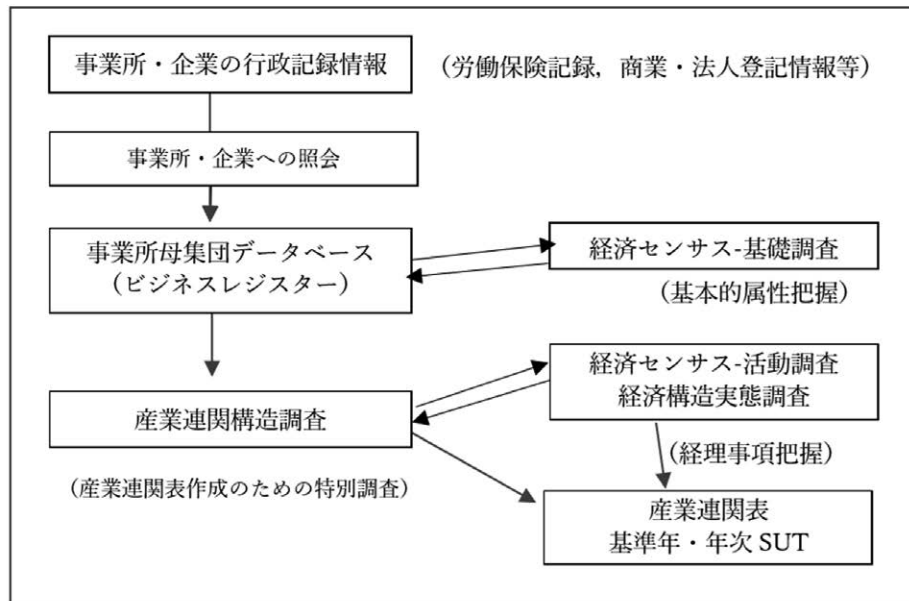 事業所・企業の行政記録情報
(労働保険記録，商業・法人登記情報等)
事業所・企業への照会
事業所母集団データベース
(ビジネスレジスター)
経済センサス-基礎調査
(基本的属性把握)
経済センサス-活動調査
経済構造実態調査
産業連関構造調査
(経理事項把握)
(産業連関表作成のための特別調査)
産業連関表
基準年・年次 SUT